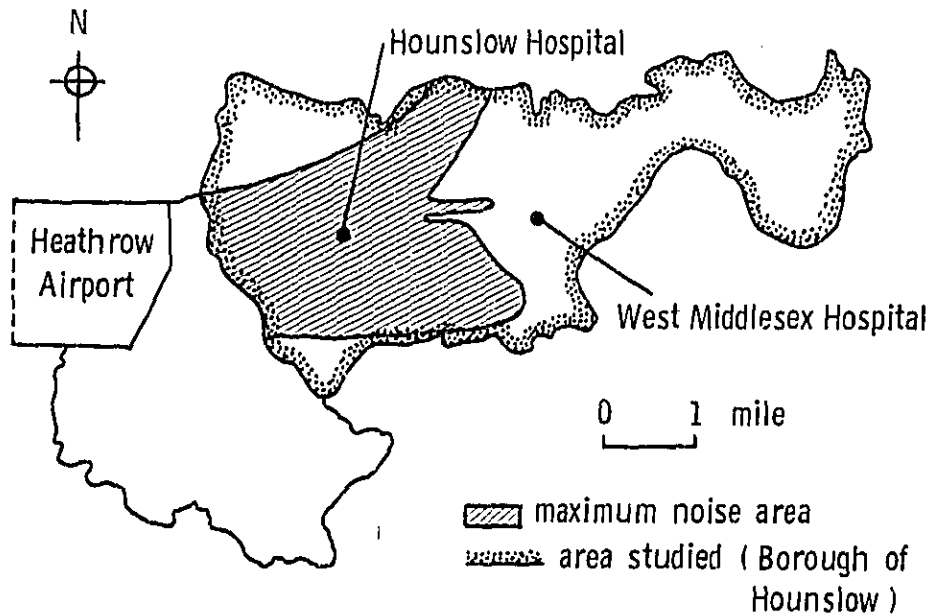 N
Hounslow Hospital
Heathrow
Airport
West Middlesex Hospital
0 1 mile
maximum noise area
area studied ( Borough of
Hounslow )